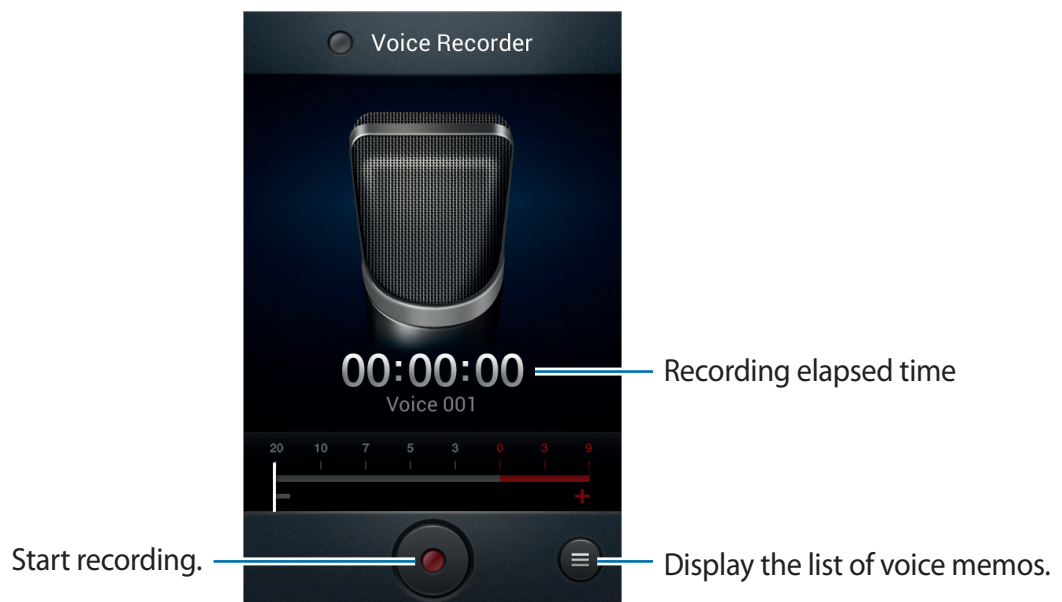 Voice Recorder
00:00:00
Recording elapsed time
Voice 001
20 10 7 5 3 0 3 9
- +
Start recording.
Display the list of voice memos.